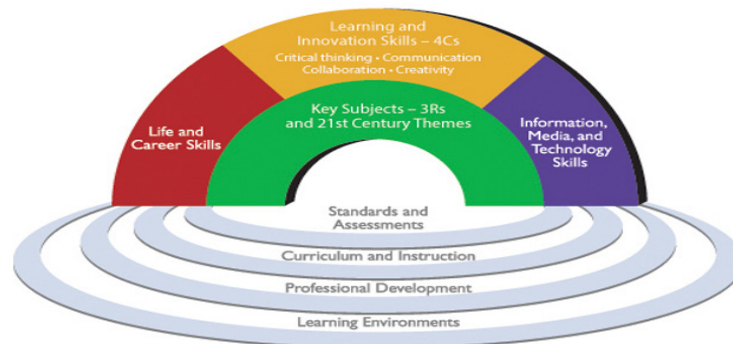 Learning and
Innovation Skills – 4Cs
Critical thinking • Communication
Collaboration • Creativity
Key Subjects – 3Rs
and 21st Century Themes
Life and
Career Skills
Information,
Media, and
Technology
Skills
Standards and
Assessments
Curriculum and Instruction
Professional Development
Learning Environments